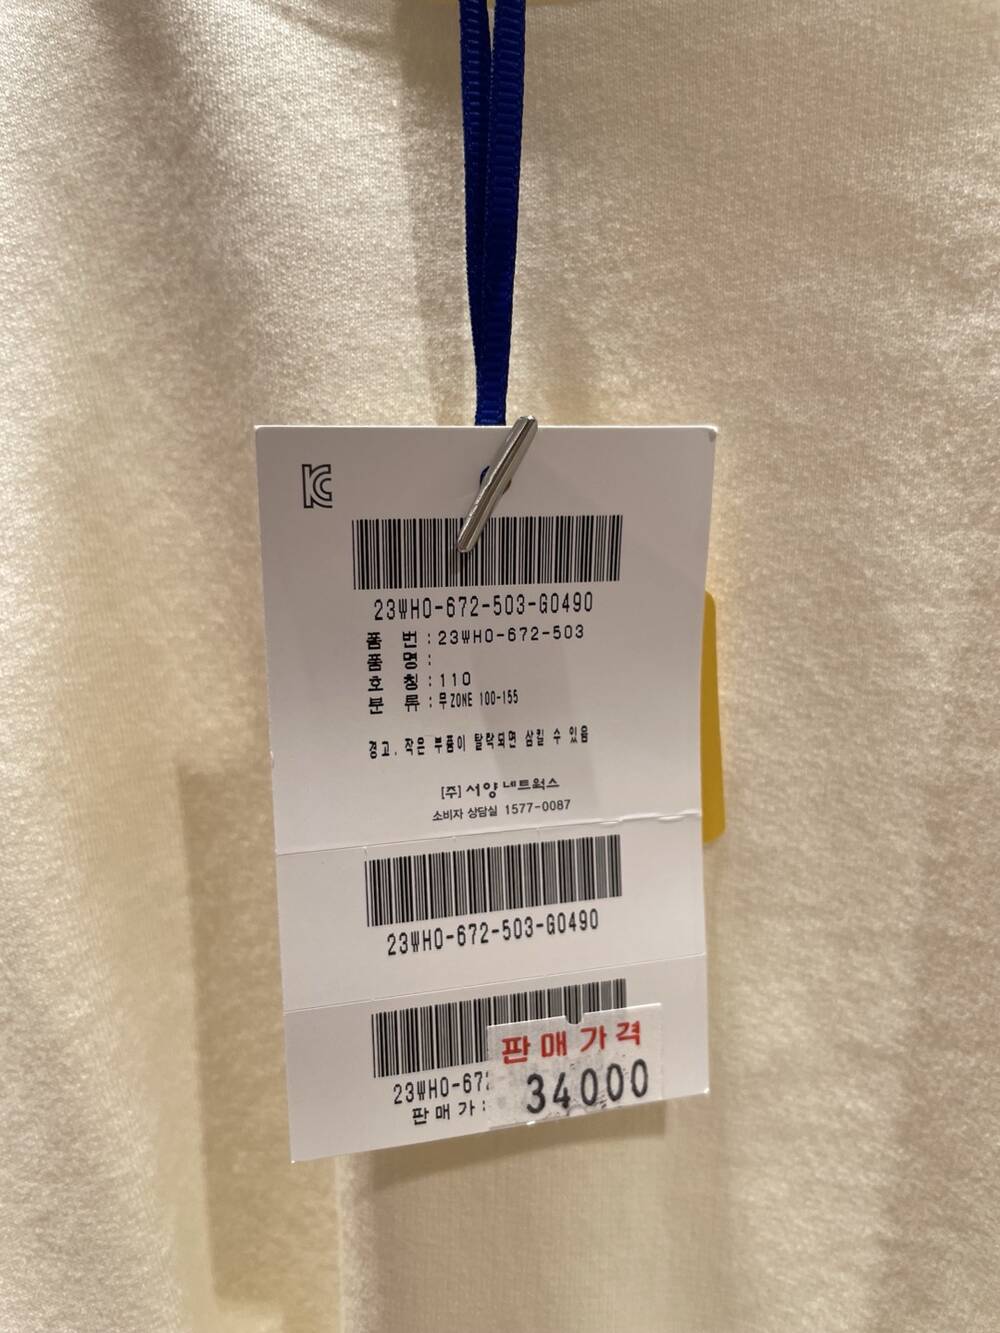 KC
23WHO-672-503-G0490
품 번 : 23WHO-672-503
품 명 :
호 칭 : 110
분 류 : 무ZONE 100-155
경고, 작은 부품이 탈락되면 삼킬 수 있음
[주] 서양네트웍스
소비자 상담실 1577-0087
23WHO-672-503-G0490
23WHO-672
판매가:
판매가격
34000